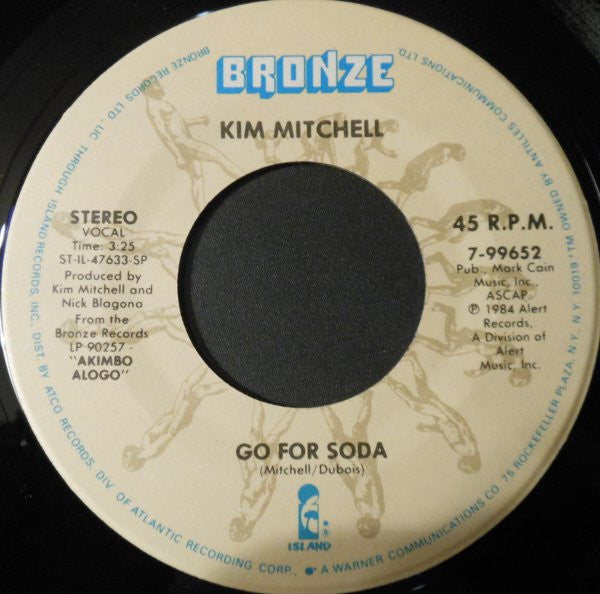 BRONZE
KIM MITCHELL
STEREO
VOCAL
Time: 3:25
ST-IL-47633-SP
Produced by
Kim Mitchell and
Nick Blagona
From the
Bronze Records
LP 90257 -
"AKIMBO
ALOGO"
45 R.P.M.
7-99652
Pub., Mark Cain
Music, Inc.
ASCAP
℗ 1984 Alert
Records,
A Division of
Alert
Music, Inc.
GO FOR SODA
(Mitchell/Dubois)
ISLAND ®
BRONZE RECORDS LTD., LIC. THROUGH ISLAND RECORDS, INC. DIST. BY ATCO RECORDS, DIV. OF ATLANTIC RECORDING CORP., A WARNER COMMUNICATIONS CO. 75 ROCKEFELLER PLAZA, N.Y. N.Y. 10019 TM OWNED BY ANTILLES COMMUNICATIONS LTD.